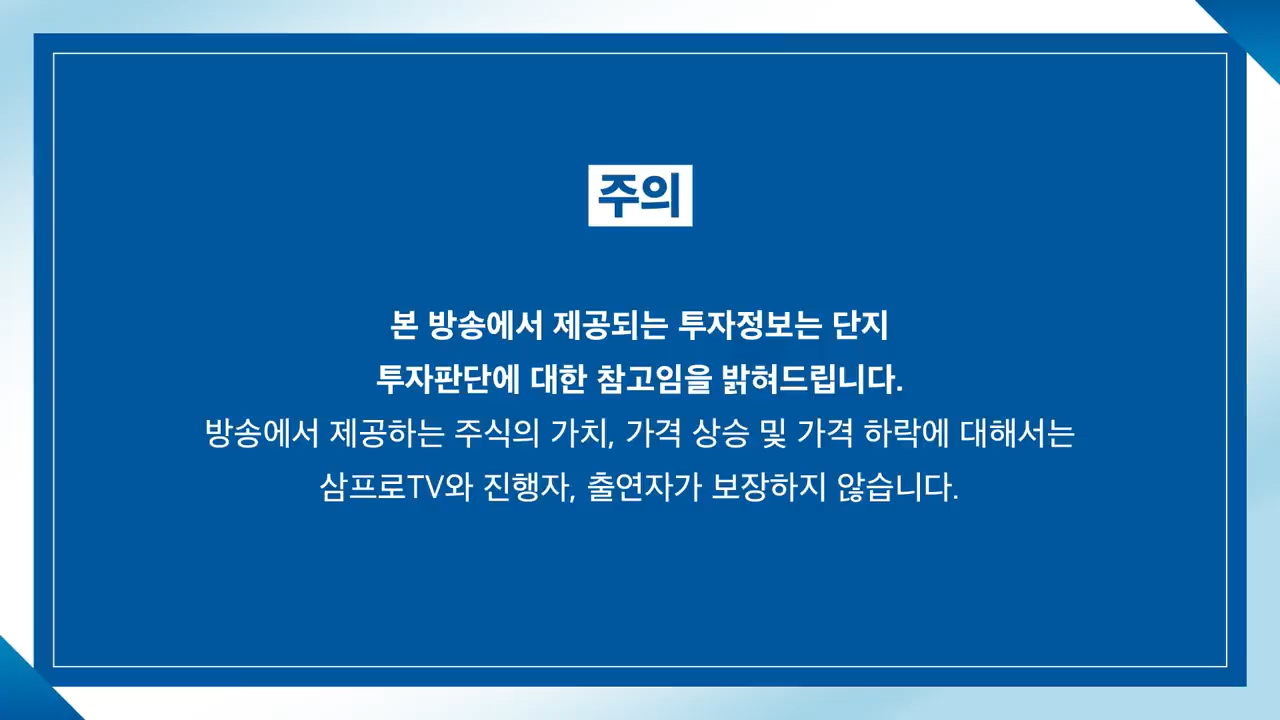 주의
본 방송에서 제공되는 투자정보는 단지
투자판단에 대한 참고임을 밝혀드립니다.
방송에서 제공하는 주식의 가치, 가격 상승 및 가격 하락에 대해서는
삼프로TV와 진행자, 출연자가 보장하지 않습니다.